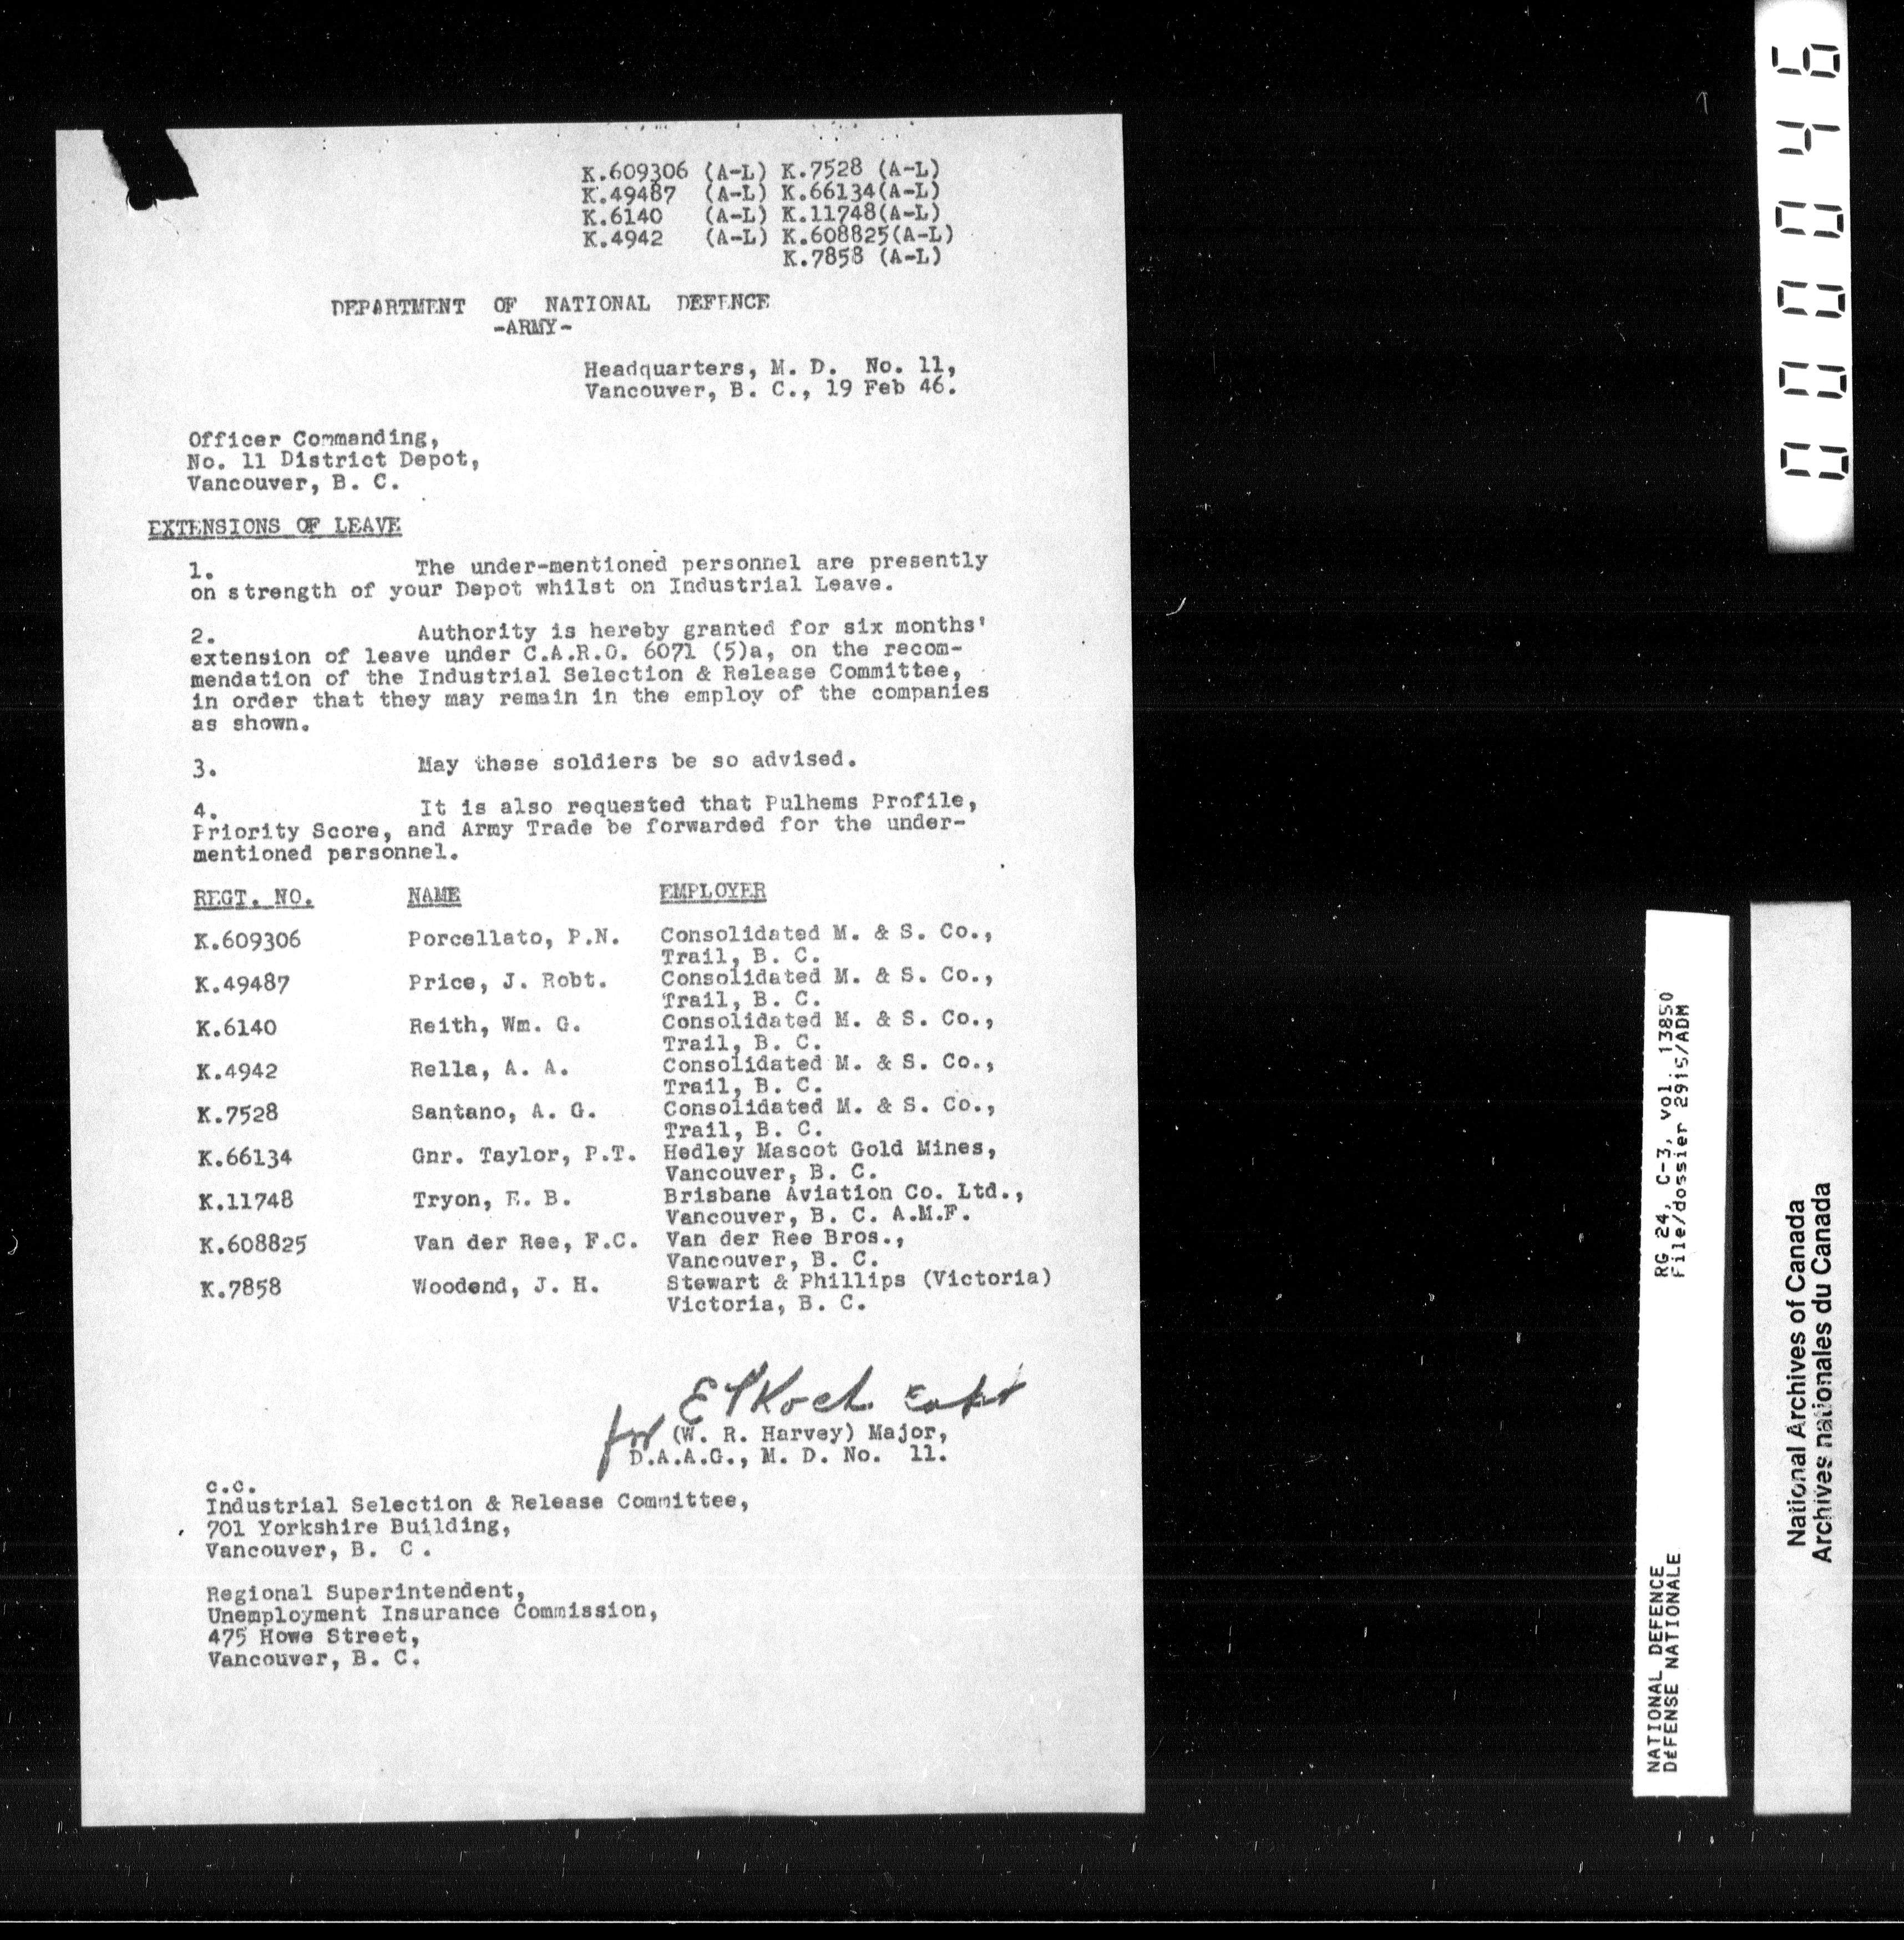 K.609306 (A-L) K.7528 (A-L)
K.49487 (A-L) K.66134(A-L)
K.6140 (A-L) K.11748(A-L)
K.4942 (A-L) K.608825(A-L)
K.7858 (A-L)
DEPARTMENT OF NATIONAL DEFENCE
-ARMY-
Headquarters, M. D. No. 11,
Vancouver, B. C., 19 Feb 46.
Officer Commanding,
No. 11 District Depot,
Vancouver, B. C.
EXTENSIONS OF LEAVE
1. The under-mentioned personnel are presently
on strength of your Depot whilst on Industrial Leave.
2. Authority is hereby granted for six months'
extension of leave under C.A.R.O. 6071 (5)a, on the recom-
mendation of the Industrial Selection & Release Committee,
in order that they may remain in the employ of the companies
as shown.
3. May these soldiers be so advised.
4. It is also requested that Pulhems Profile,
Priority Score, and Army Trade be forwarded for the under-
mentioned personnel.
REGT. NO. NAME EMPLOYER
K.609306 Porcellato, P.N. Consolidated M. & S. Co.,
Trail, B. C.
K.49487 Price, J. Robt. Consolidated M. & S. Co.,
Trail, B. C.
K.6140 Reith, Wm. G. Consolidated M. & S. Co.,
Trail, B. C.
K.4942 Rella, A. A. Consolidated M. & S. Co.,
Trail, B. C.
K.7528 Santano, A. G. Consolidated M. & S. Co.,
Trail, B. C.
K.66134 Gnr. Taylor, P.T. Hedley Mascot Gold Mines,
Vancouver, B. C.
K.11748 Tryon, E. B. Brisbane Aviation Co. Ltd.,
Vancouver, B. C. A.M.F.
K.608825 Van der Ree, F.C. Van der Ree Bros.,
Vancouver, B. C.
K.7858 Woodend, J. H. Stewart & Phillips (Victoria)
Victoria, B. C.
Koch Capt
for (W. R. Harvey) Major,
D.A.A.G., M. D. No. 11.
c.c.
Industrial Selection & Release Committee,
701 Yorkshire Building,
Vancouver, B. C.
Regional Superintendent,
Unemployment Insurance Commission,
475 Howe Street,
Vancouver, B. C.
000046
NATIONAL DEFENCE RG 24, C-3, vol. 13850
DéFENSE NATIONALE File/dossier 2915/ADM
National Archives of Canada
Archives nationales du Canada